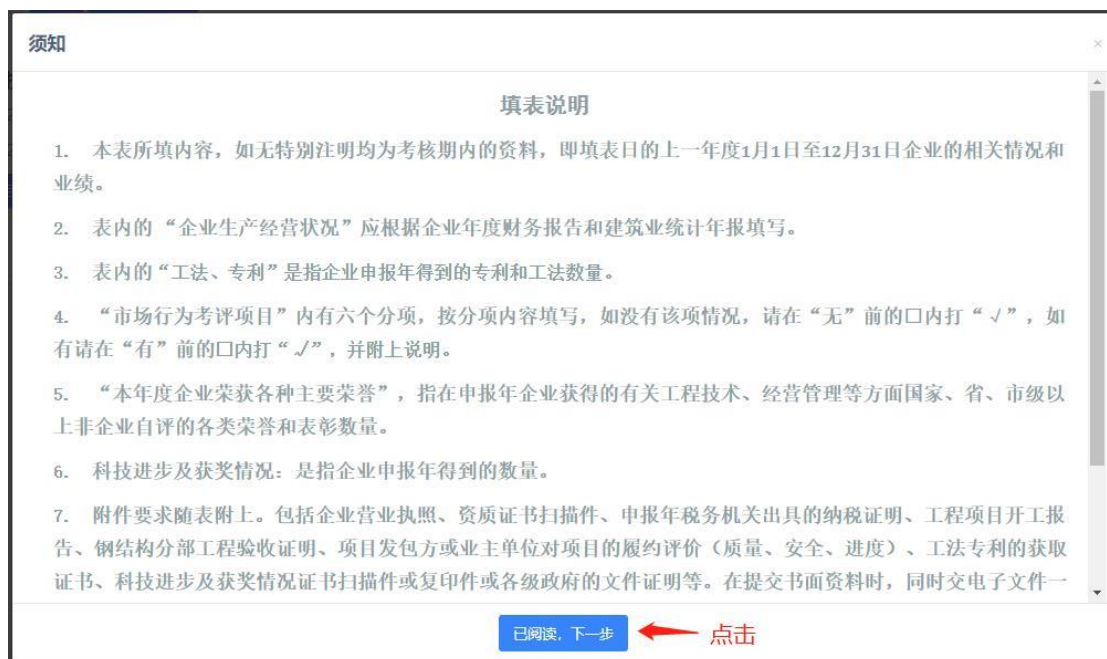 须知
×
填表说明
1. 本表所填内容，如无特别注明均为考核期内的资料，即填表日的上一年度1月1日至12月31日企业的相关情况和
业绩。
2. 表内的“企业生产经营状况”应根据企业年度财务报告和建筑业统计年报填写。
3. 表内的“工法、专利”是指企业申报年得到的专利和工法数量。
4. “市场行为考评项目”内有六个分项，按分项内容填写，如没有该项情况，请在“无”前的口内打“√”，如
有请在“有”前的口内打“√”，并附上说明。
5. “本年度企业荣获各种主要荣誉”，指在申报年企业获得的有关工程技术、经营管理等方面国家、省、市级以
上非企业自评的各类荣誉和表彰数量。
6. 科技进步及获奖情况：是指企业申报年得到的数量。
7. 附件要求随表附上。包括企业营业执照、资质证书扫描件、申报年税务机关出具的纳税证明、工程项目开工报
告、钢结构分部工程验收证明、项目发包方或业主单位对项目的履约评价（质量、安全、进度）、工法专利的获取
证书、科技进步及获奖情况证书扫描件或复印件或各级政府的文件证明等。在提交书面资料时，同时交电子文件一
已阅读，下一步
点击